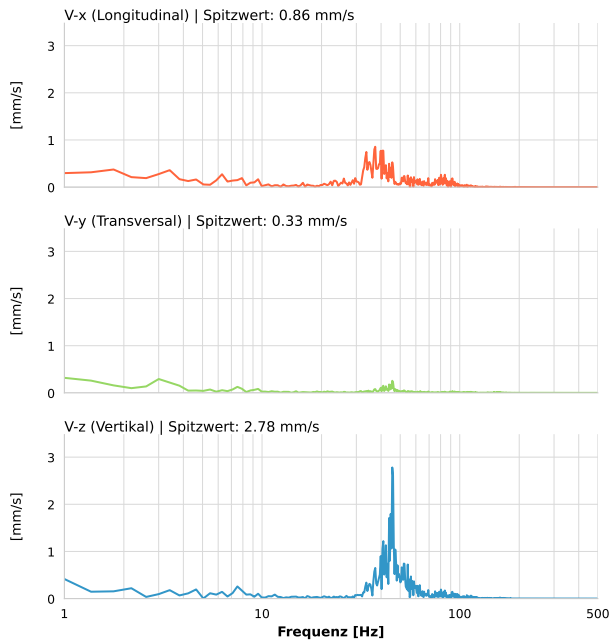 V-x (Longitudinal) | Spitzwert: 0.86 mm/s
[mm/s]
3
2
1
0
V-y (Transversal) | Spitzwert: 0.33 mm/s
[mm/s]
3
2
1
0
V-z (Vertikal) | Spitzwert: 2.78 mm/s
[mm/s]
3
2
1
0
1 10 100 500
Frequenz [Hz]